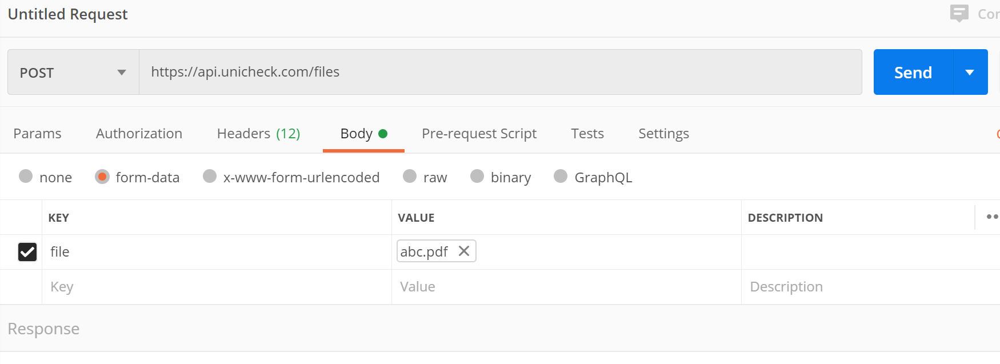 Untitled Request
POST https://api.unicheck.com/files Send
Params Authorization Headers (12) Body Pre-request Script Tests Settings
none form-data x-www-form-urlencoded raw binary GraphQL
KEY VALUE DESCRIPTION
file abc.pdf
Key Value Description
Response